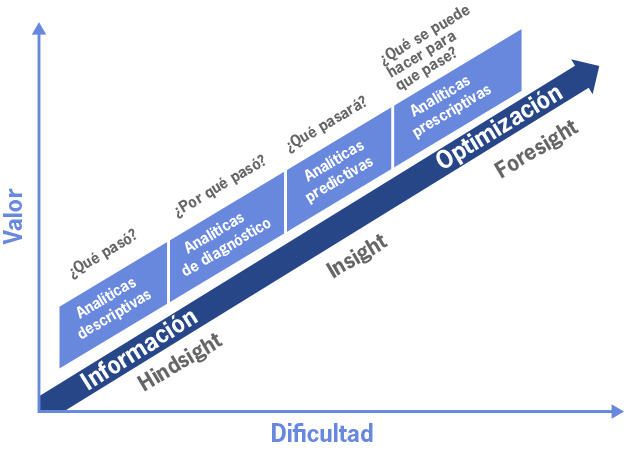 Valor
¿Qué pasó?
¿Por qué pasó?
¿Qué pasará?
¿Qué se puede
hacer para
que pase?
Analíticas
descriptivas
Analíticas
de diagnóstico
Analíticas
predictivas
Analíticas
prescriptivas
Información
Optimización
Hindsight
Insight
Foresight
Dificultad